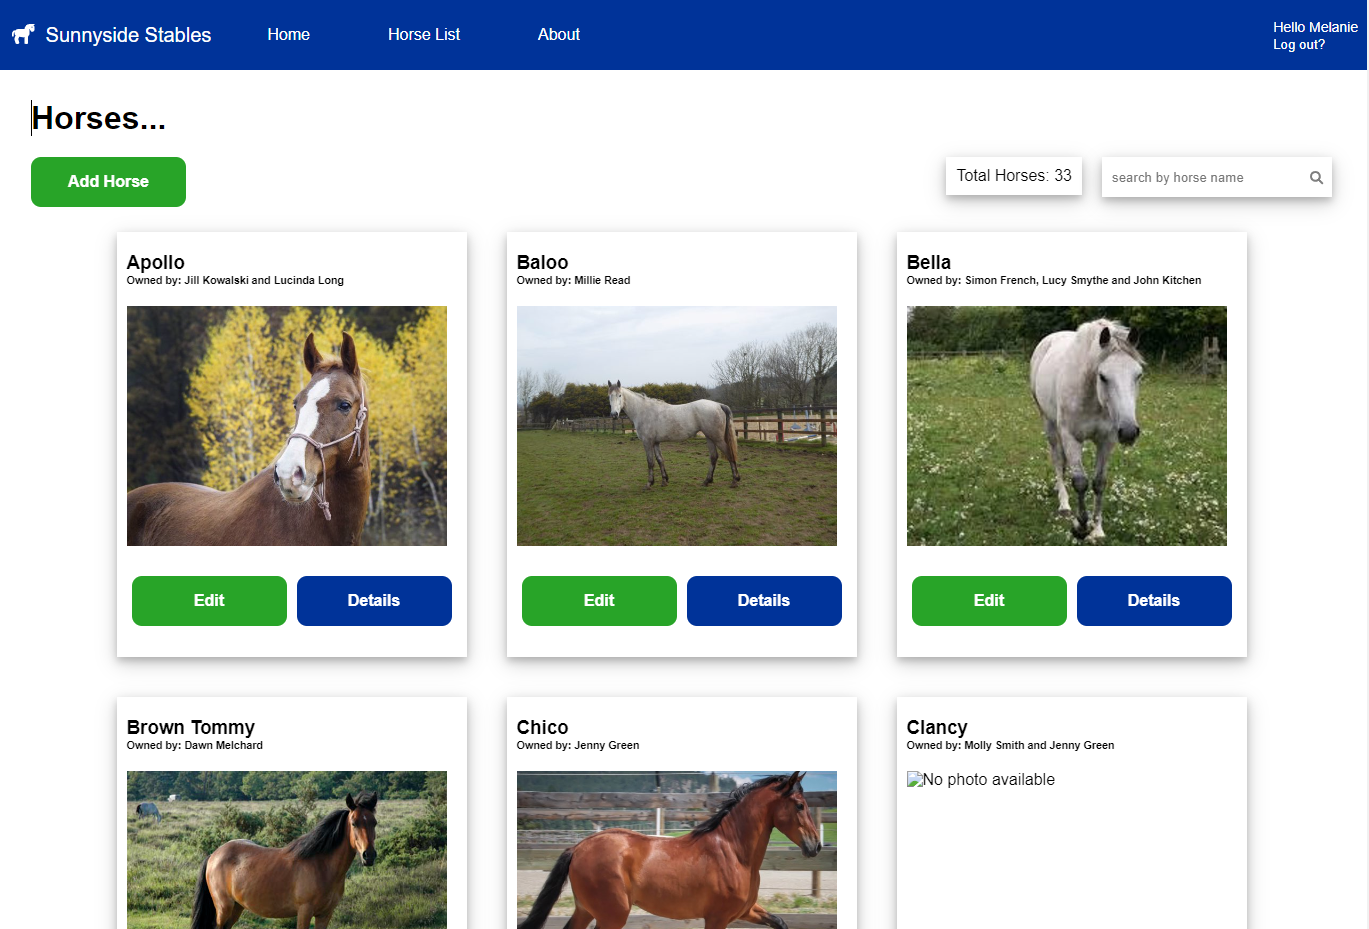 Sunnyside Stables
Home
Horse List
About
Hello Melanie
Log out?
Horses...
Add Horse
Total Horses: 33
search by horse name
Apollo
Owned by: Jill Kowalski and Lucinda Long
Edit
Details
Baloo
Owned by: Millie Read
Edit
Details
Bella
Owned by: Simon French, Lucy Smythe and John Kitchen
Edit
Details
Brown Tommy
Owned by: Dawn Melchard
Chico
Owned by: Jenny Green
Clancy
Owned by: Molly Smith and Jenny Green
No photo available